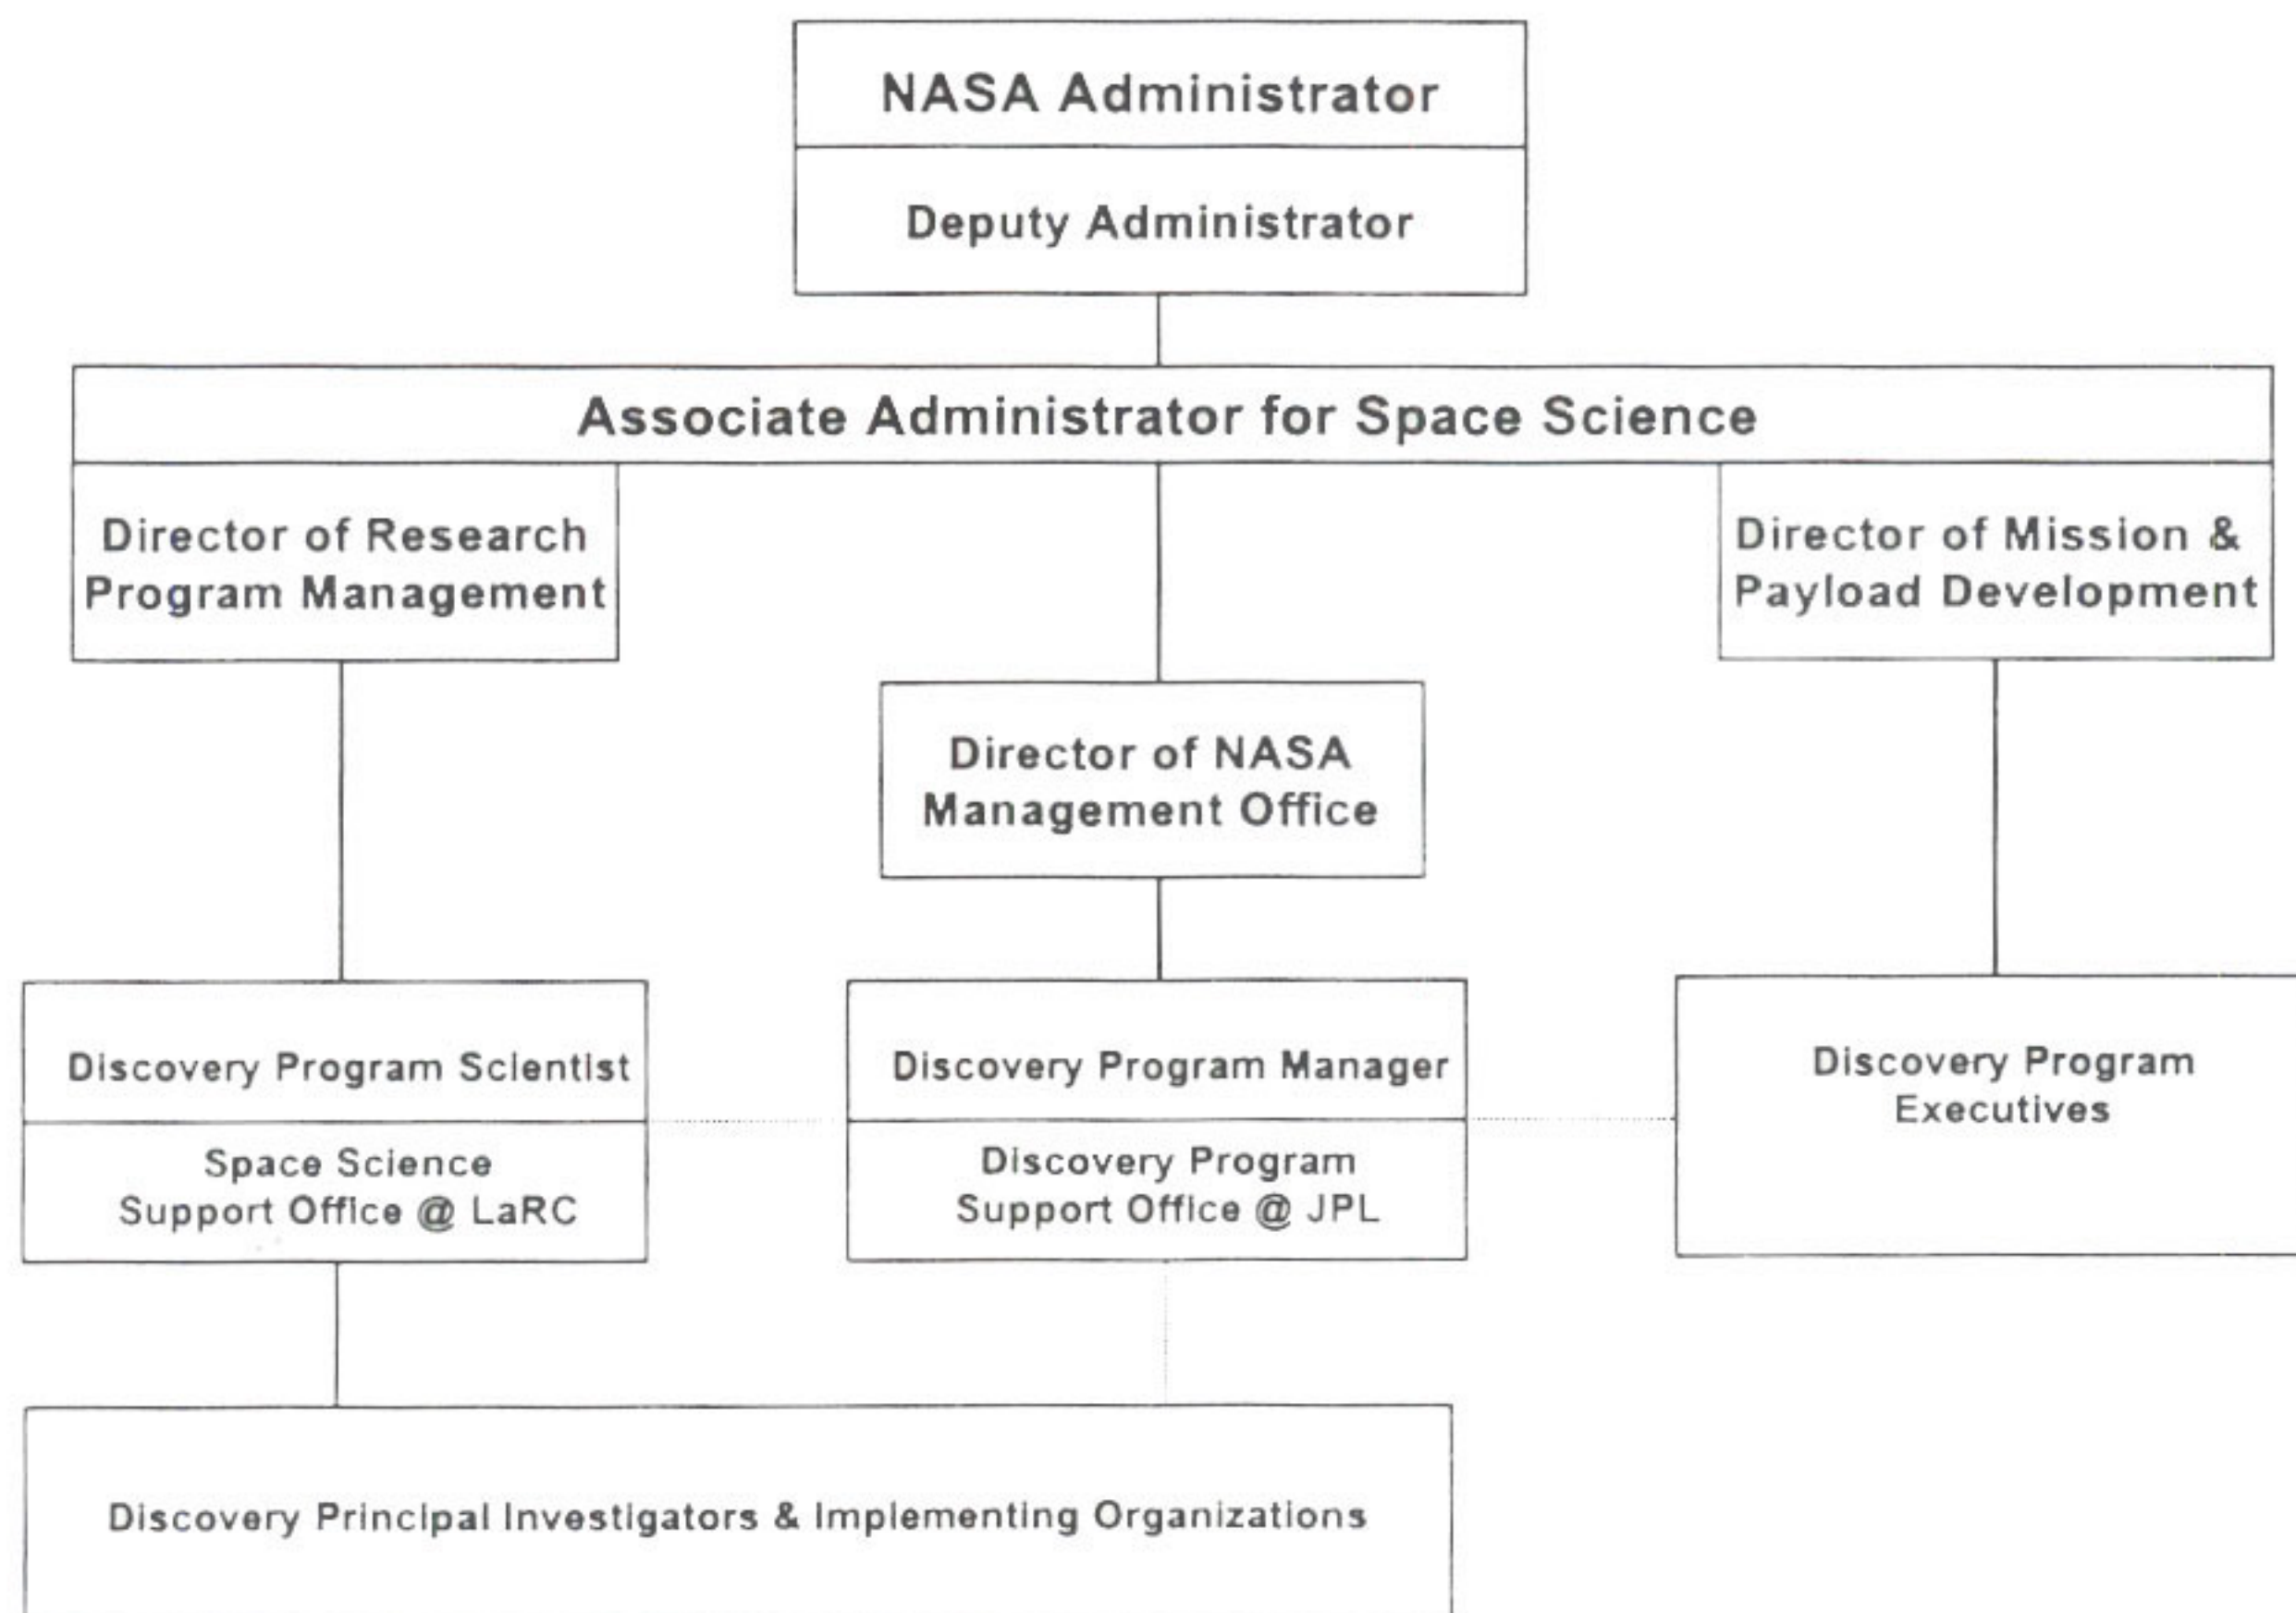 NASA Administrator
Deputy Administrator
Associate Administrator for Space Science
Director of Research
Program Management
Director of Mission &
Payload Development
Director of NASA
Management Office
Discovery Program Scientist
Space Science
Support Office @ LaRC
Discovery Program Manager
Discovery Program
Support Office @ JPL
Discovery Program
Executives
Discovery Principal Investigators & Implementing Organizations